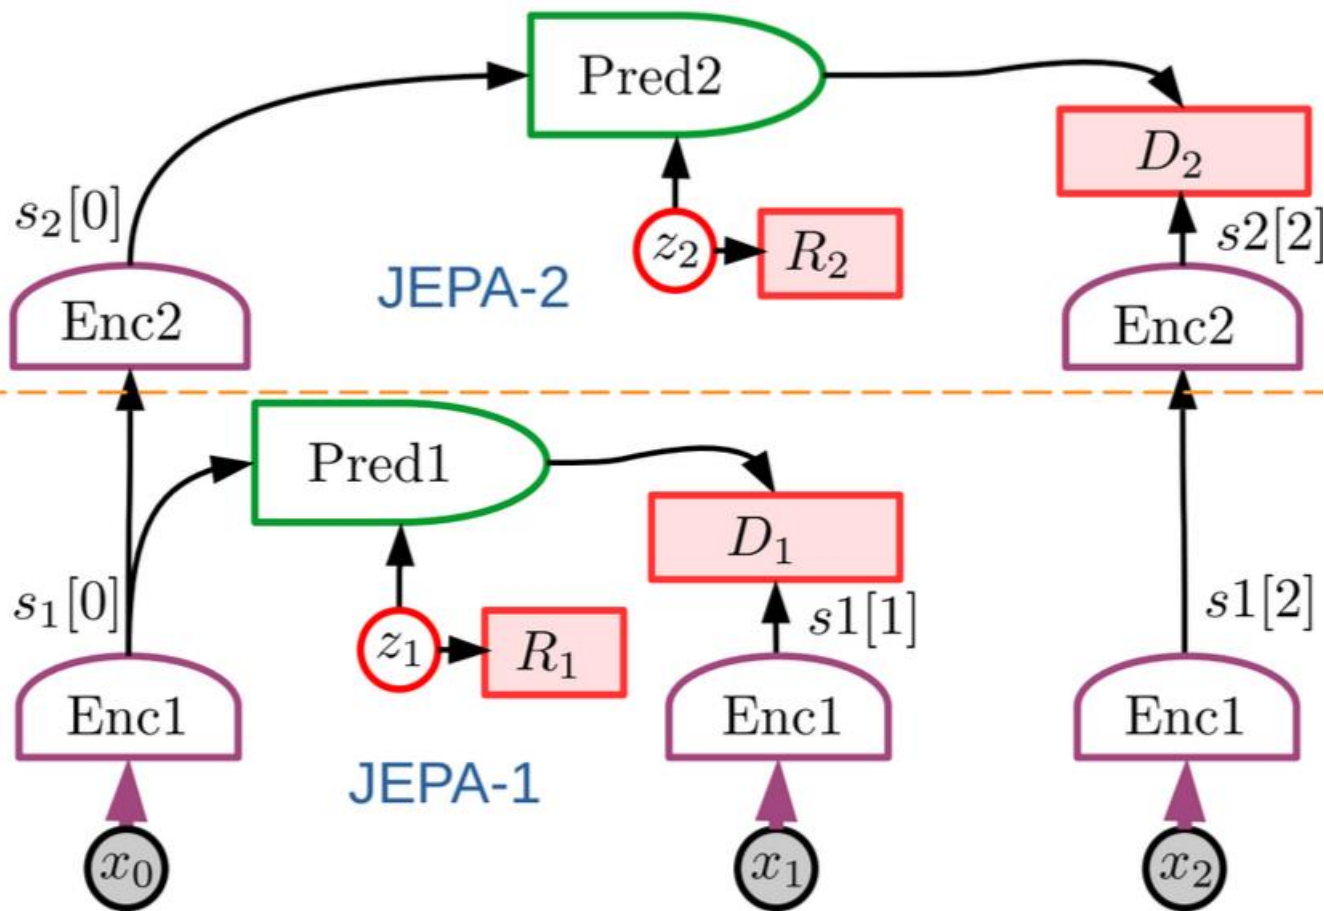 Pred2
D₂
s₂[0]
z₂
R₂
s2[2]
JEPA-2
Enc2
Enc2
Pred1
D₁
s₁[0]
z₁
R₁
s1[1]
s1[2]
Enc1
Enc1
Enc1
JEPA-1
x₀
x₁
x₂